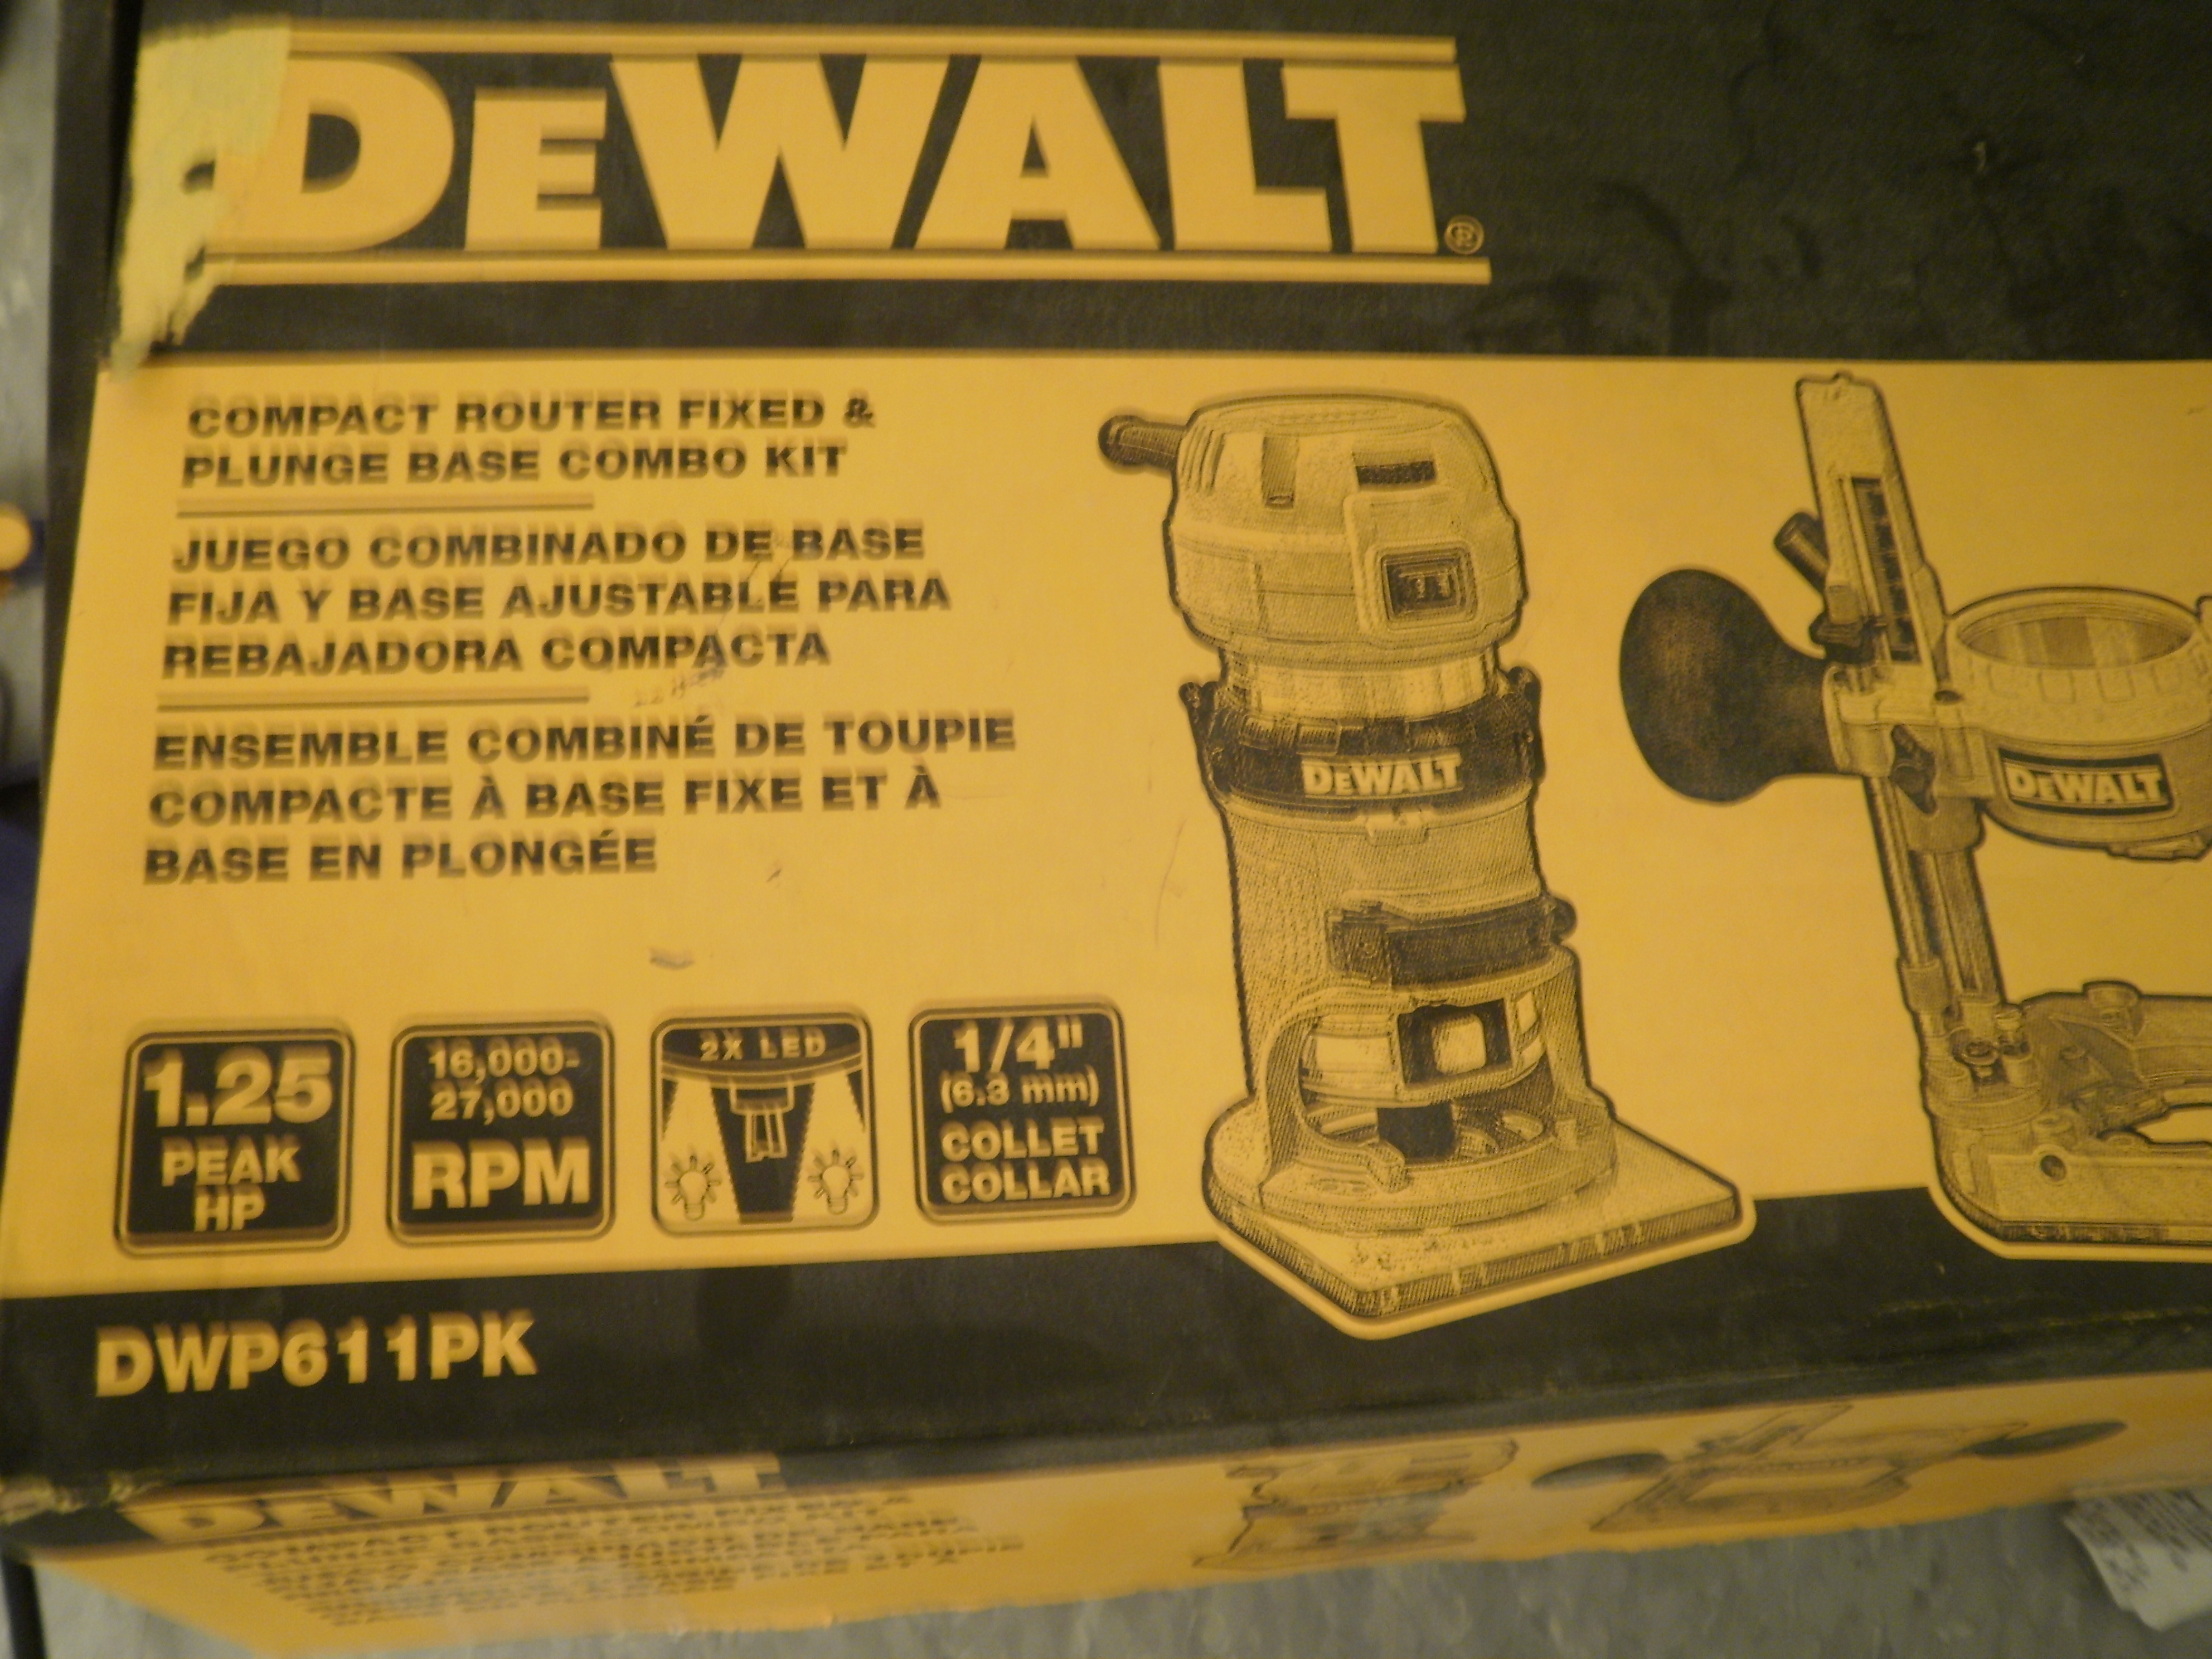 DEWALT®
COMPACT ROUTER FIXED &
PLUNGE BASE COMBO KIT
JUEGO COMBINADO DE BASE
FIJA Y BASE AJUSTABLE PARA
REBAJADORA COMPACTA
ENSEMBLE COMBINÉ DE TOUPIE
COMPACTE À BASE FIXE ET À
BASE EN PLONGÉE
1.25
PEAK
HP
16,000-
27,000
RPM
2X LED
1/4"
(6.3 mm)
COLLET
COLLAR
DEWALT
DEWALT
DWP611PK
DEWALT